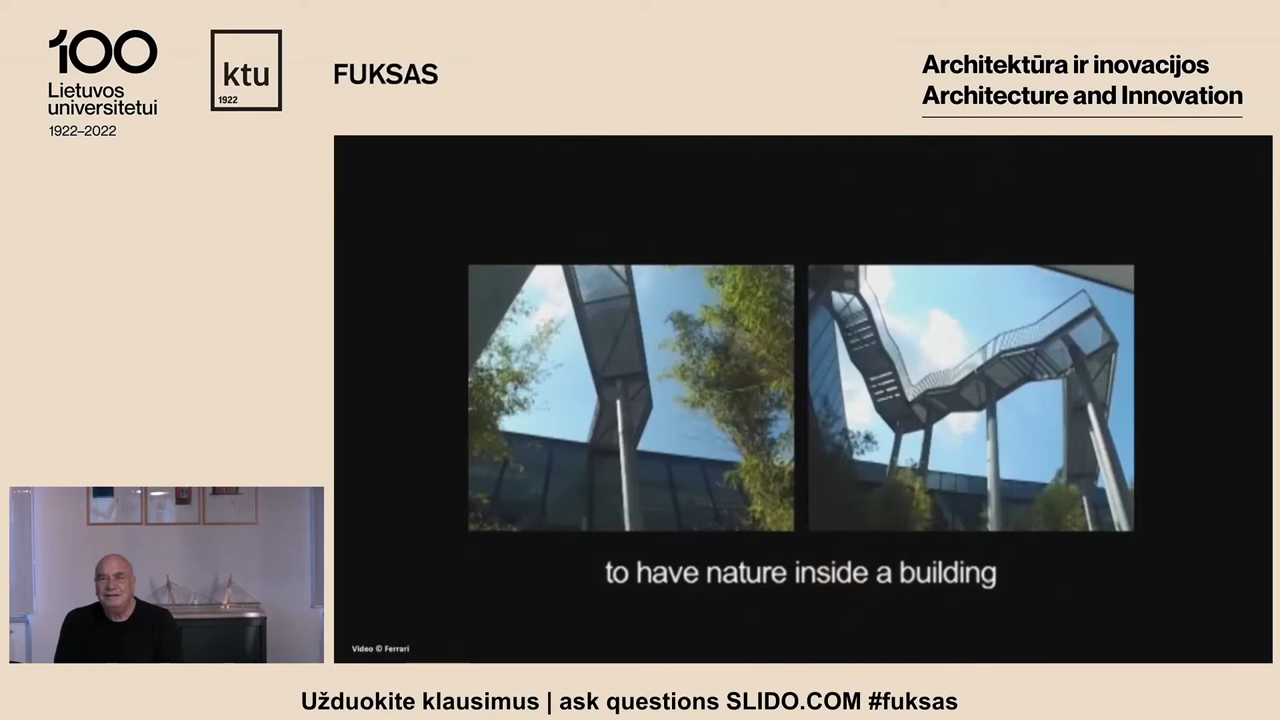 100
Lietuvos
universitetui
1922–2022
ktu
1922
FUKSAS
Architektūra ir inovacijos
Architecture and Innovation
to have nature inside a building
Video © Ferrari
Užduokite klausimus | ask questions SLIDO.COM #fuksas